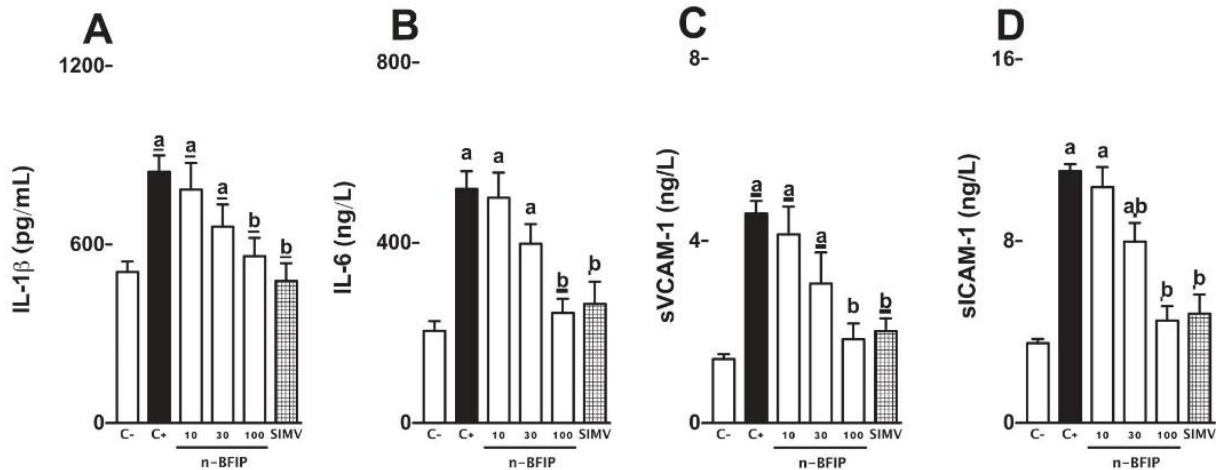 A
1200-
IL-1β (pg/mL)
a
a
a
b
b
600-
0
C- C+ 10 30 100 SIMV
n-BFIP
B
800-
IL-6 (ng/L)
a
a
a
b
b
400-
0
C- C+ 10 30 100 SIMV
n-BFIP
C
8-
sVCAM-1 (ng/L)
a
a
a
b
b
4-
0
C- C+ 10 30 100 SIMV
n-BFIP
D
16-
sICAM-1 (ng/L)
a
a
ab
b
b
8-
0
C- C+ 10 30 100 SIMV
n-BFIP